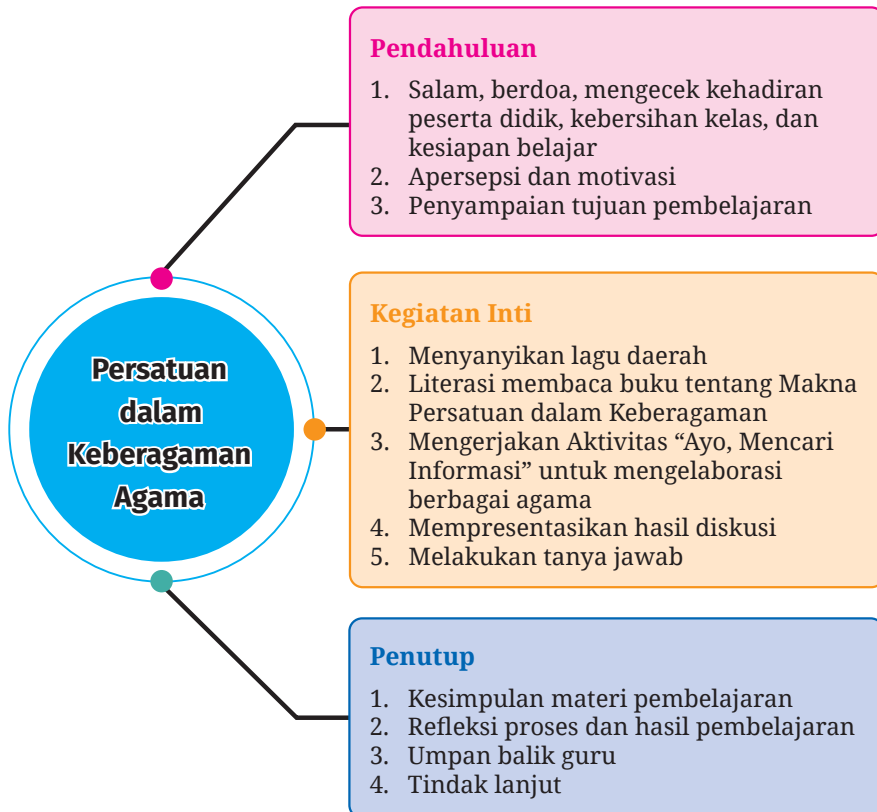 Pendahuluan
1. Salam, berdoa, mengecek kehadiran
peserta didik, kebersihan kelas, dan
kesiapan belajar
2. Apersepsi dan motivasi
3. Penyampaian tujuan pembelajaran
Persatuan
dalam
Keberagaman
Agama
Kegiatan Inti
1. Menyanyikan lagu daerah
2. Literasi membaca buku tentang Makna
Persatuan dalam Keberagaman
3. Mengerjakan Aktivitas “Ayo, Mencari
Informasi” untuk mengelaborasi
berbagai agama
4. Mempresentasikan hasil diskusi
5. Melakukan tanya jawab
Penutup
1. Kesimpulan materi pembelajaran
2. Refleksi proses dan hasil pembelajaran
3. Umpan balik guru
4. Tindak lanjut